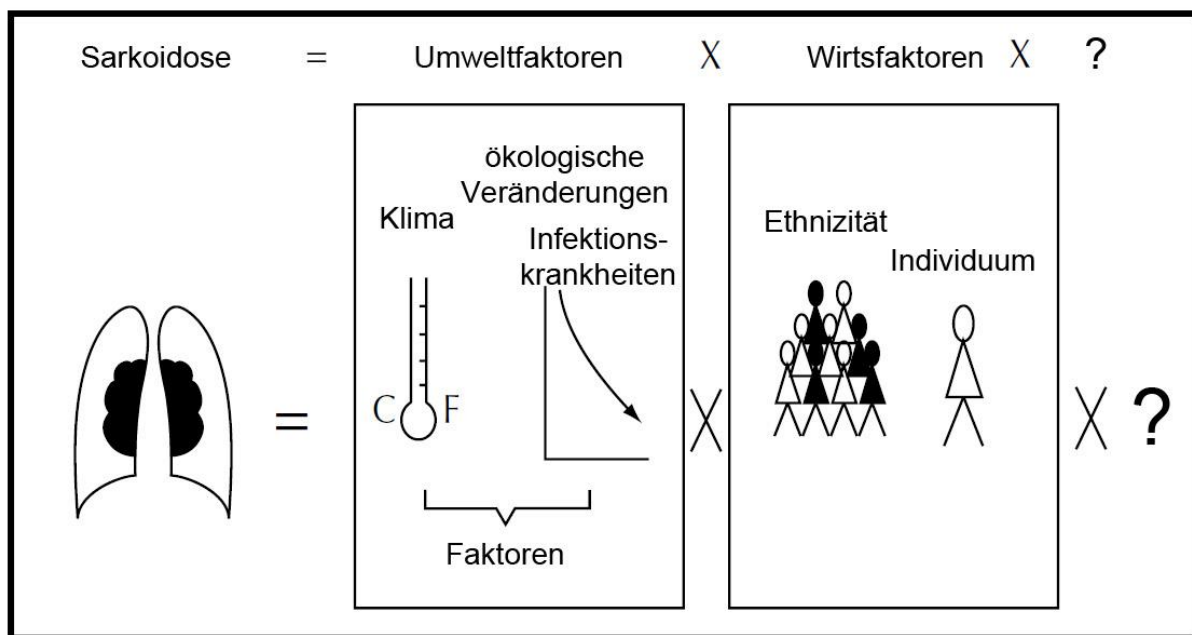 Sarkoidose = Umweltfaktoren X Wirtsfaktoren X ?
ökologische
Veränderungen
Klima
Infektions-
krankheiten
C F
Faktoren
Ethnizität
Individuum
= X X ?